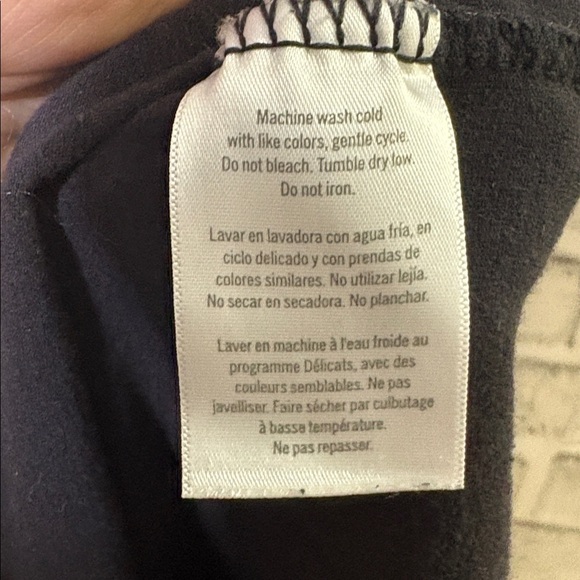 Machine wash cold
with like colors, gentle cycle.
Do not bleach. Tumble dry low.
Do not iron.
Lavar en lavadora con agua fría, en
ciclo delicado y con prendas de
colores similares. No utilizar lejía.
No secar en secadora. No planchar.
Laver en machine à l'eau froide au
programme Délicats, avec des
couleurs semblables. Ne pas
javelliser. Faire sécher par culbutage
à basse température.
Ne pas repasser.